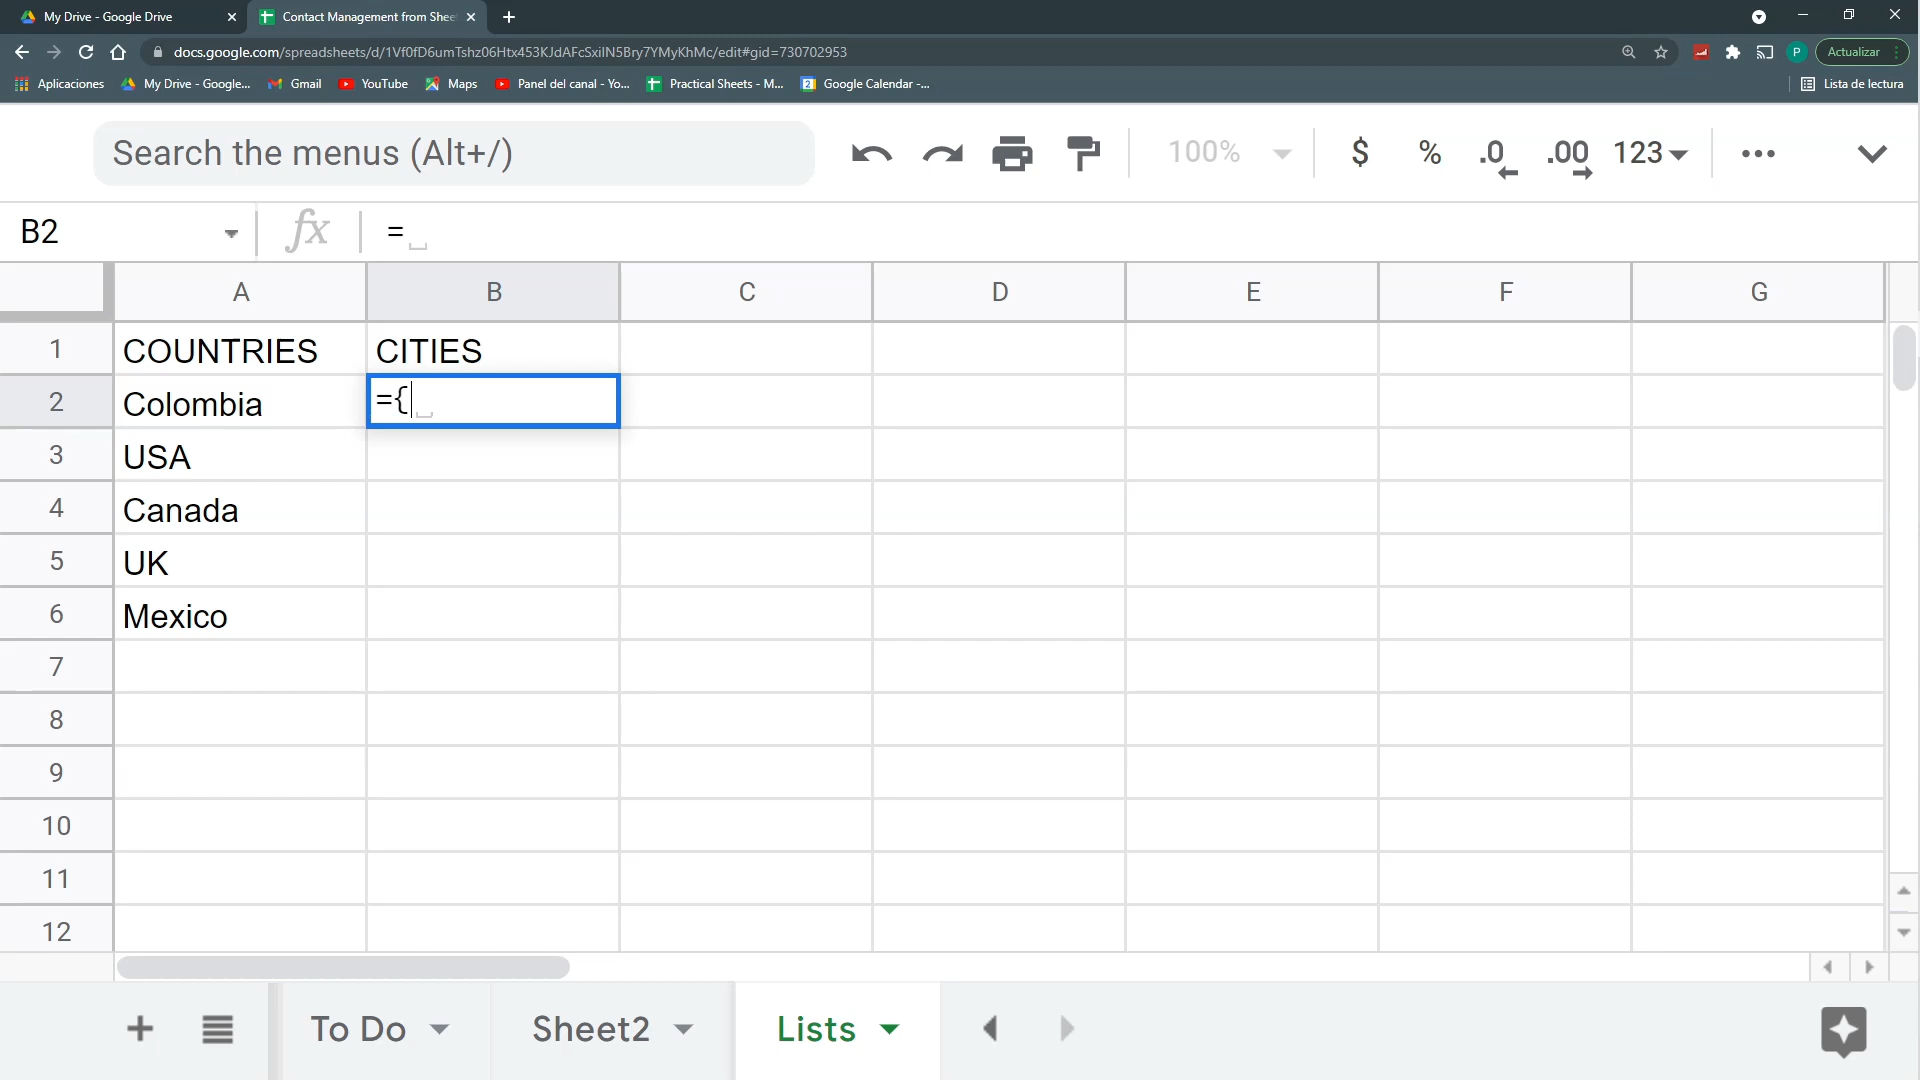 My Drive - Google Drive
Contact Management from Shee
docs.google.com/spreadsheets/d/1Vf0fD6umTshz06Htx453KJdAFcSxiIN5Bry7YMyKhMc/edit#gid=730702953
P
Actualizar
Aplicaciones
My Drive - Google...
Gmail
YouTube
Maps
Panel del canal - Yo...
Practical Sheets - M...
Google Calendar -...
Lista de lectura
Search the menus (Alt+/)
100%
$
%
.0
.00
123
B2
fx
=
A B C D E F G
1 COUNTRIES CITIES
2 Colombia ={
3 USA
4 Canada
5 UK
6 Mexico
7
8
9
10
11
12
+
To Do
Sheet2
Lists